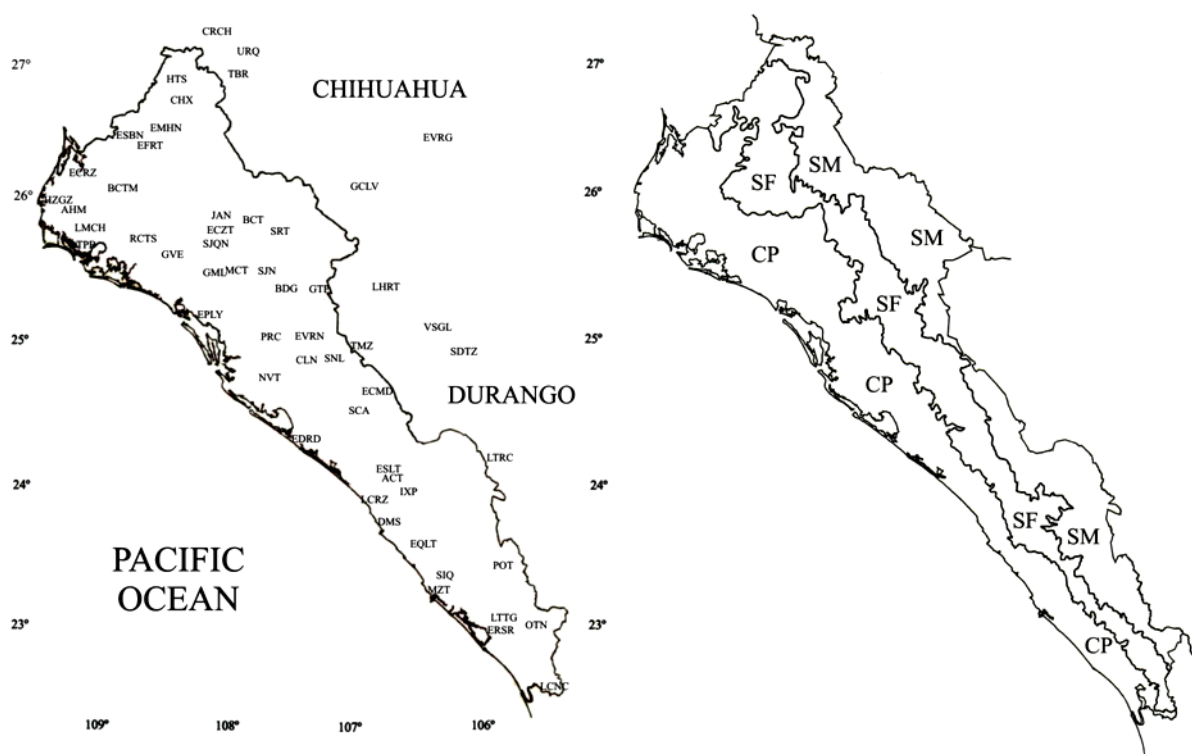 CRCH
URQ
27°
HTS
TBR
CHIHUAHUA
CHX
ESBN
EMHN
EFRT
EVRG
ECRZ
BCTM
GCLV
26°
HZGZ
AHM
JAN
BCT
LMCH
ECZT
SRT
TPB
RCTS
SJQN
GVE
GML
MCT
SJN
BDG
GTP
LHRT
EPLY
VSGL
25°
PRC
EVRN
TMZ
SDTZ
CLN
SNL
NVT
ECMD
DURANGO
SCA
EDRD
LTRC
ESLT
ACT
24°
LCRZ
IXP
DMS
EQLT
PACIFIC
OCEAN
POT
SIQ
MZT
LTTG
23°
ERSR
OTN
LCNC
109°
108°
107°
106°
27°
SM
SF
26°
SM
CP
SF
25°
CP
24°
SF
SM
23°
CP